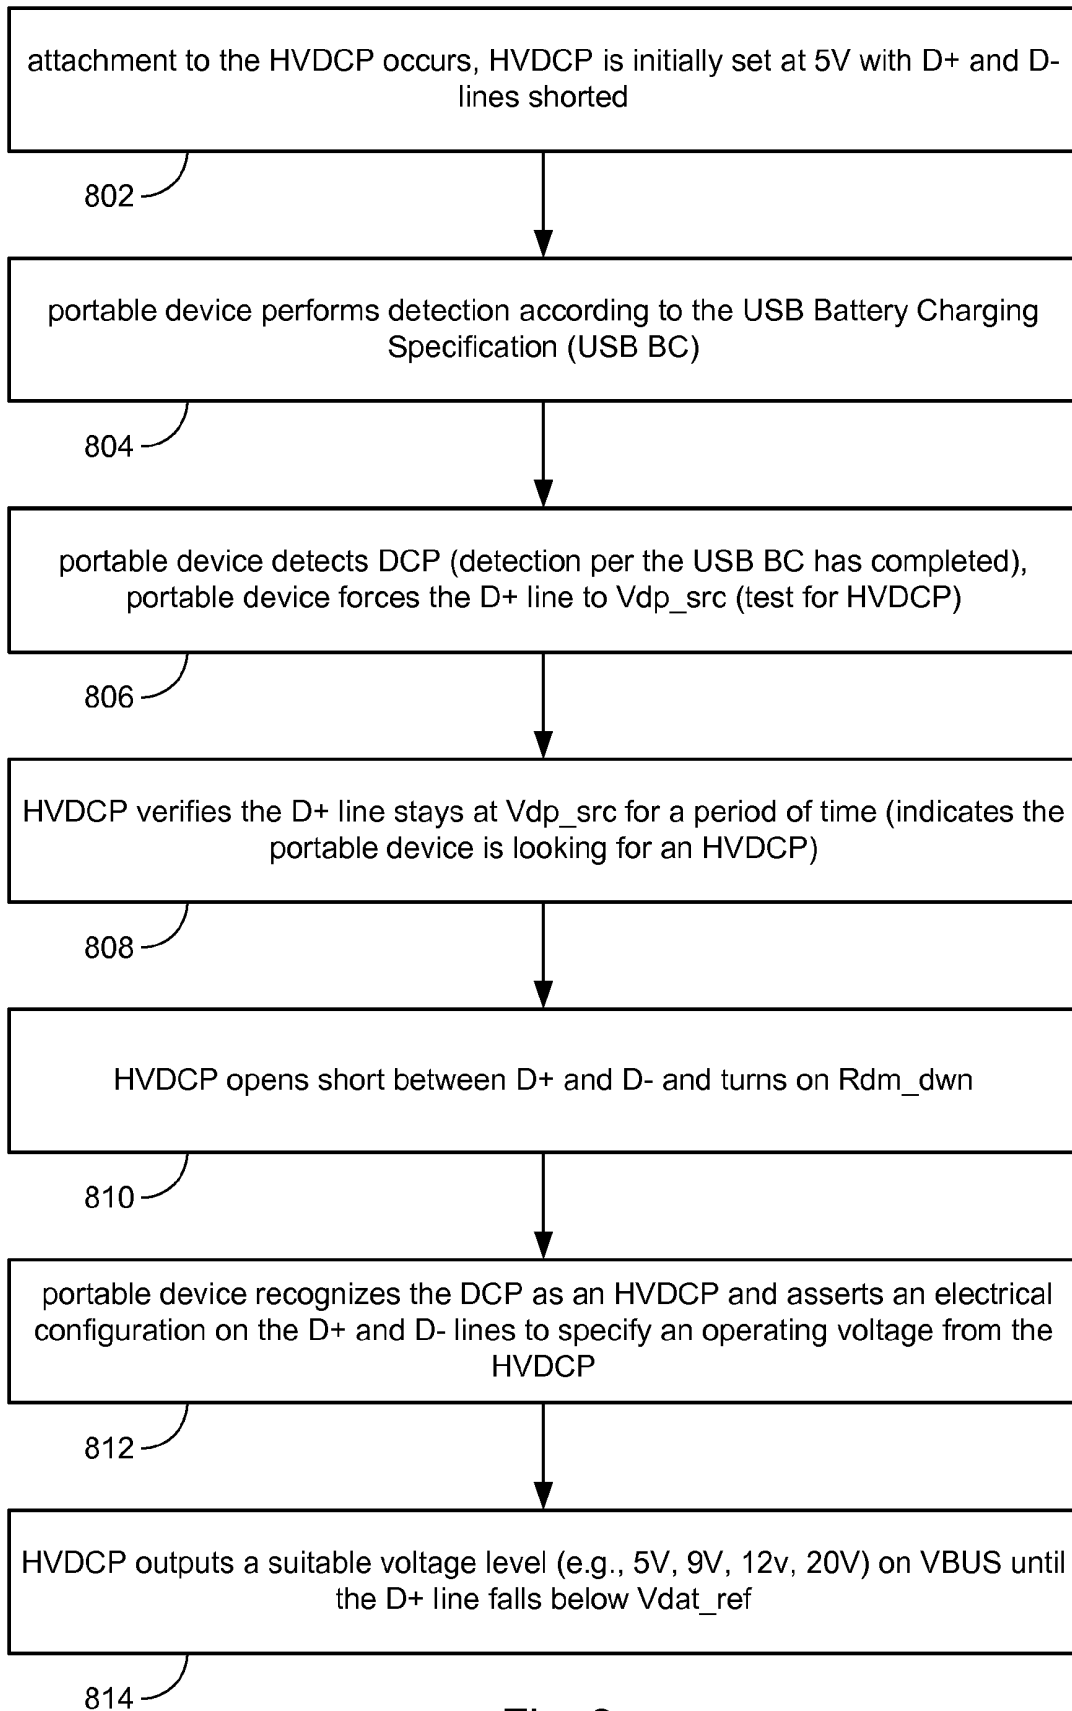 attachment to the HVDCP occurs, HVDCP is initially set at 5V with D+ and D-
lines shorted
802
portable device performs detection according to the USB Battery Charging
Specification (USB BC)
804
portable device detects DCP (detection per the USB BC has completed),
portable device forces the D+ line to Vdp_src (test for HVDCP)
806
HVDCP verifies the D+ line stays at Vdp_src for a period of time (indicates the
portable device is looking for an HVDCP)
808
HVDCP opens short between D+ and D- and turns on Rdm_dwn
810
portable device recognizes the DCP as an HVDCP and asserts an electrical
configuration on the D+ and D- lines to specify an operating voltage from the
HVDCP
812
HVDCP outputs a suitable voltage level (e.g., 5V, 9V, 12v, 20V) on VBUS until
the D+ line falls below Vdat_ref
814